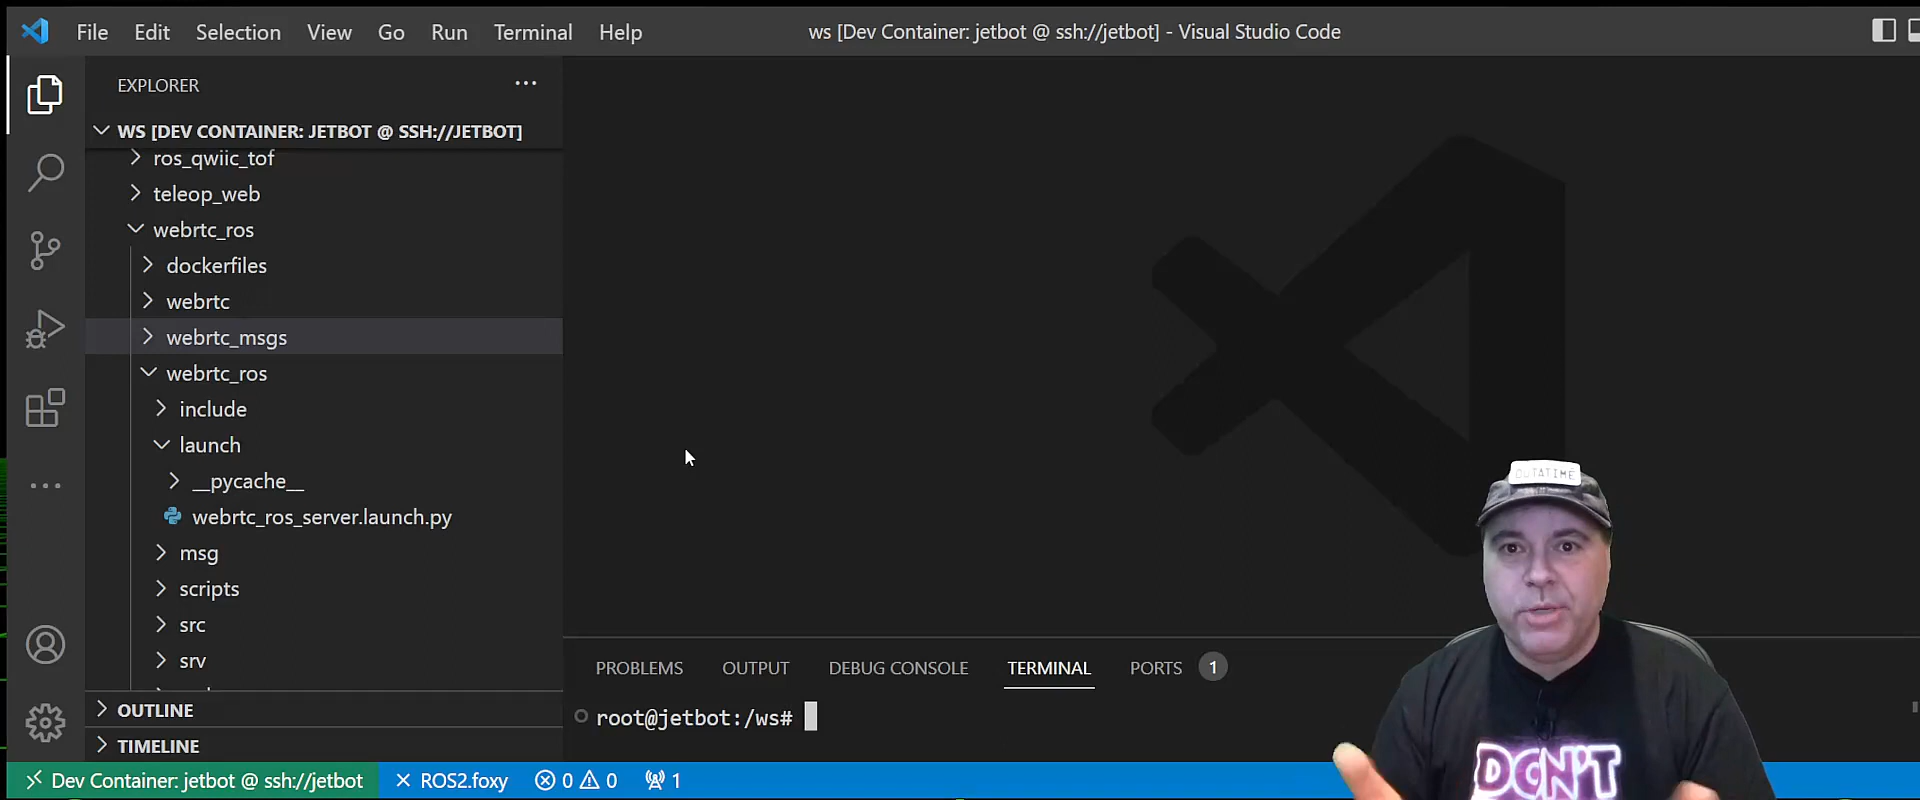 File Edit Selection View Go Run Terminal Help
ws [Dev Container: jetbot @ ssh://jetbot] - Visual Studio Code
EXPLORER
WS [DEV CONTAINER: JETBOT @ SSH://JETBOT]
ros_qwiic_tof
teleop_web
webrtc_ros
dockerfiles
webrtc
webrtc_msgs
webrtc_ros
include
launch
__pycache__
webrtc_ros_server.launch.py
msg
scripts
src
srv
OUTLINE
TIMELINE
PROBLEMS OUTPUT DEBUG CONSOLE TERMINAL PORTS 1
root@jetbot:/ws#
OUTATIME
DON'T
Dev Container: jetbot @ ssh://jetbot ROS2.foxy 0 0 1